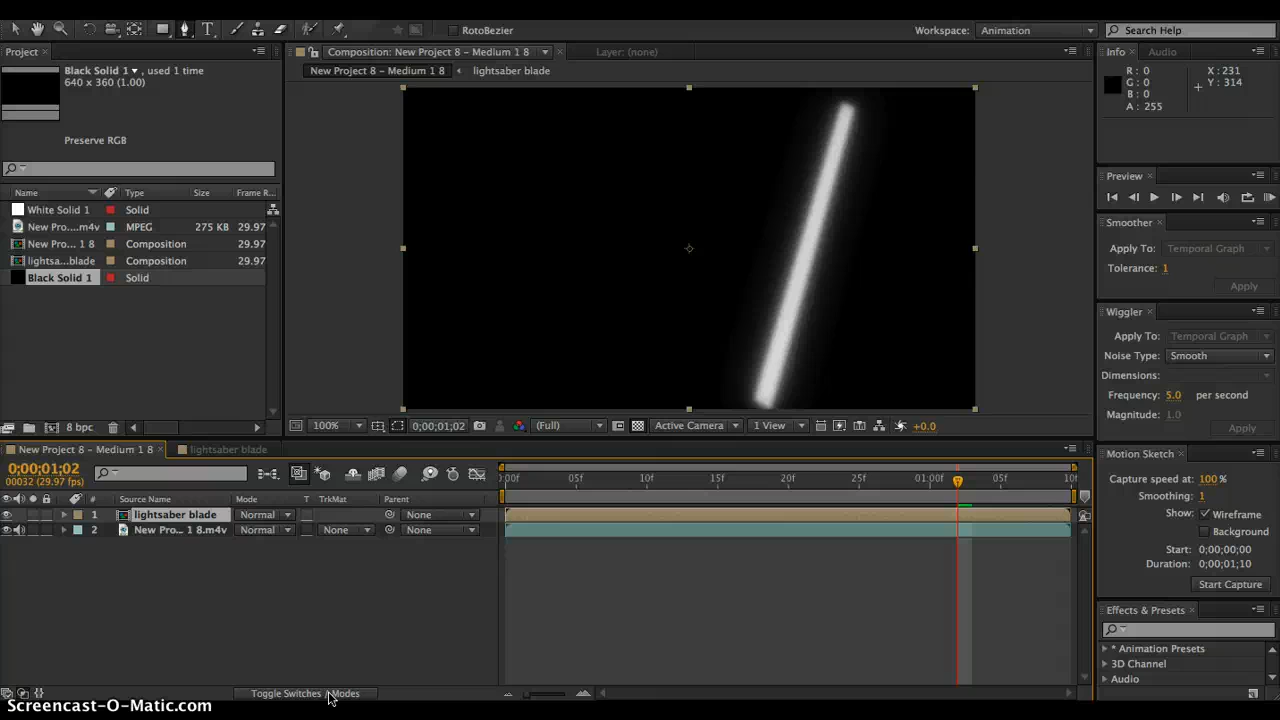 RotoBezier
Workspace: Animation
Search Help
Project
Composition: New Project 8 – Medium 1 8
Layer: (none)
Info
Audio
Black Solid 1 , used 1 time
640 x 360 (1.00)
New Project 8 – Medium 1 8
lightsaber blade
R: 0
G: 0
B: 0
A: 255
X: 231
Y: 314
Preserve RGB
Preview
Name Type Size Frame R...
White Solid 1 Solid
New Pro....m4v MPEG 275 KB 29.97
New Pro... 1 8 Composition 29.97
lightsa...blade Composition 29.97
Black Solid 1 Solid
Smoother
Apply To: Temporal Graph
Tolerance: 1
Apply
Wiggler
Apply To: Temporal Graph
Noise Type: Smooth
Dimensions:
Frequency: 5.0 per second
Magnitude: 1.0
Apply
8 bpc
100%
0;00;01;02
(Full)
Active Camera
1 View
+0.0
New Project 8 – Medium 1 8
lightsaber blade
0;00;01;02
00032 (29.97 fps)
0:00f 05f 10f 15f 20f 25f 01:00f 05f 10f
# Source Name Mode T TrkMat Parent
1 lightsaber blade Normal None
2 New Pro... 1 8.m4v Normal None None
Motion Sketch
Capture speed at: 100 %
Smoothing: 1
Show: Wireframe
Background
Start: 0;00;00;00
Duration: 0;00;01;10
Start Capture
Effects & Presets
* Animation Presets
3D Channel
Audio
Toggle Switches / Modes
Screencast-O-Matic.com